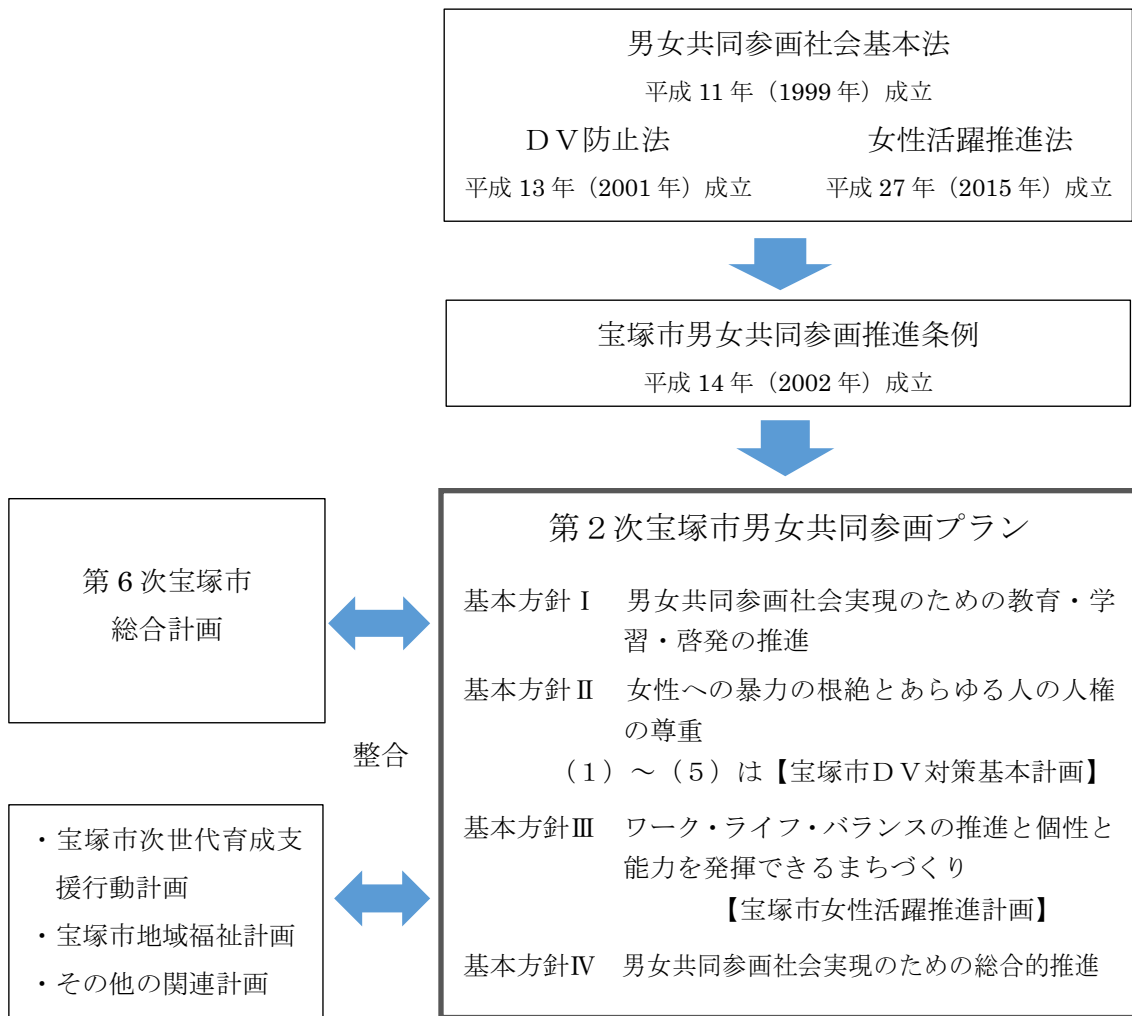 男女共同参画社会基本法
平成 11 年（1999 年）成立
ＤＶ防止法
女性活躍推進法
平成 13 年（2001 年）成立
平成 27 年（2015 年）成立
宝塚市男女共同参画推進条例
平成 14 年（2002 年）成立
第６次宝塚市
総合計画
整合
・宝塚市次世代育成支
援行動計画
・宝塚市地域福祉計画
・その他の関連計画
第２次宝塚市男女共同参画プラン
基本方針Ⅰ 男女共同参画社会実現のための教育・学
習・啓発の推進
基本方針Ⅱ 女性への暴力の根絶とあらゆる人の人権
の尊重
（１）～（５）は【宝塚市ＤＶ対策基本計画】
基本方針Ⅲ ワーク・ライフ・バランスの推進と個性と
能力を発揮できるまちづくり
【宝塚市女性活躍推進計画】
基本方針Ⅳ 男女共同参画社会実現のための総合的推進